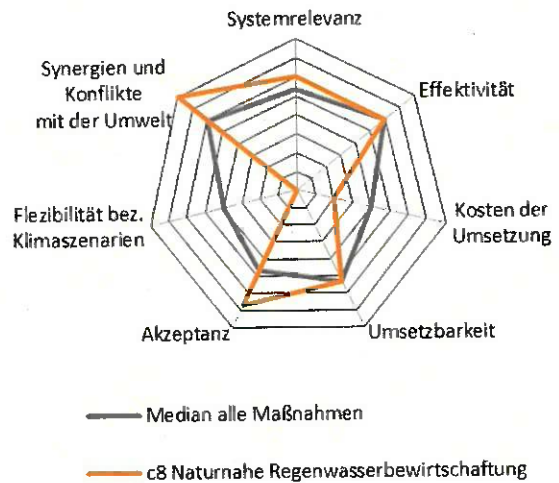 Systemrelevanz
Synergien und
Konflikte
mit der Umwelt
Effektivität
Flezibilität bez.
Klimaszenarien
Kosten der
Umsetzung
Akzeptanz
Umsetzbarkeit
Median alle Maßnahmen
c8 Naturnahe Regenwasserbewirtschaftung